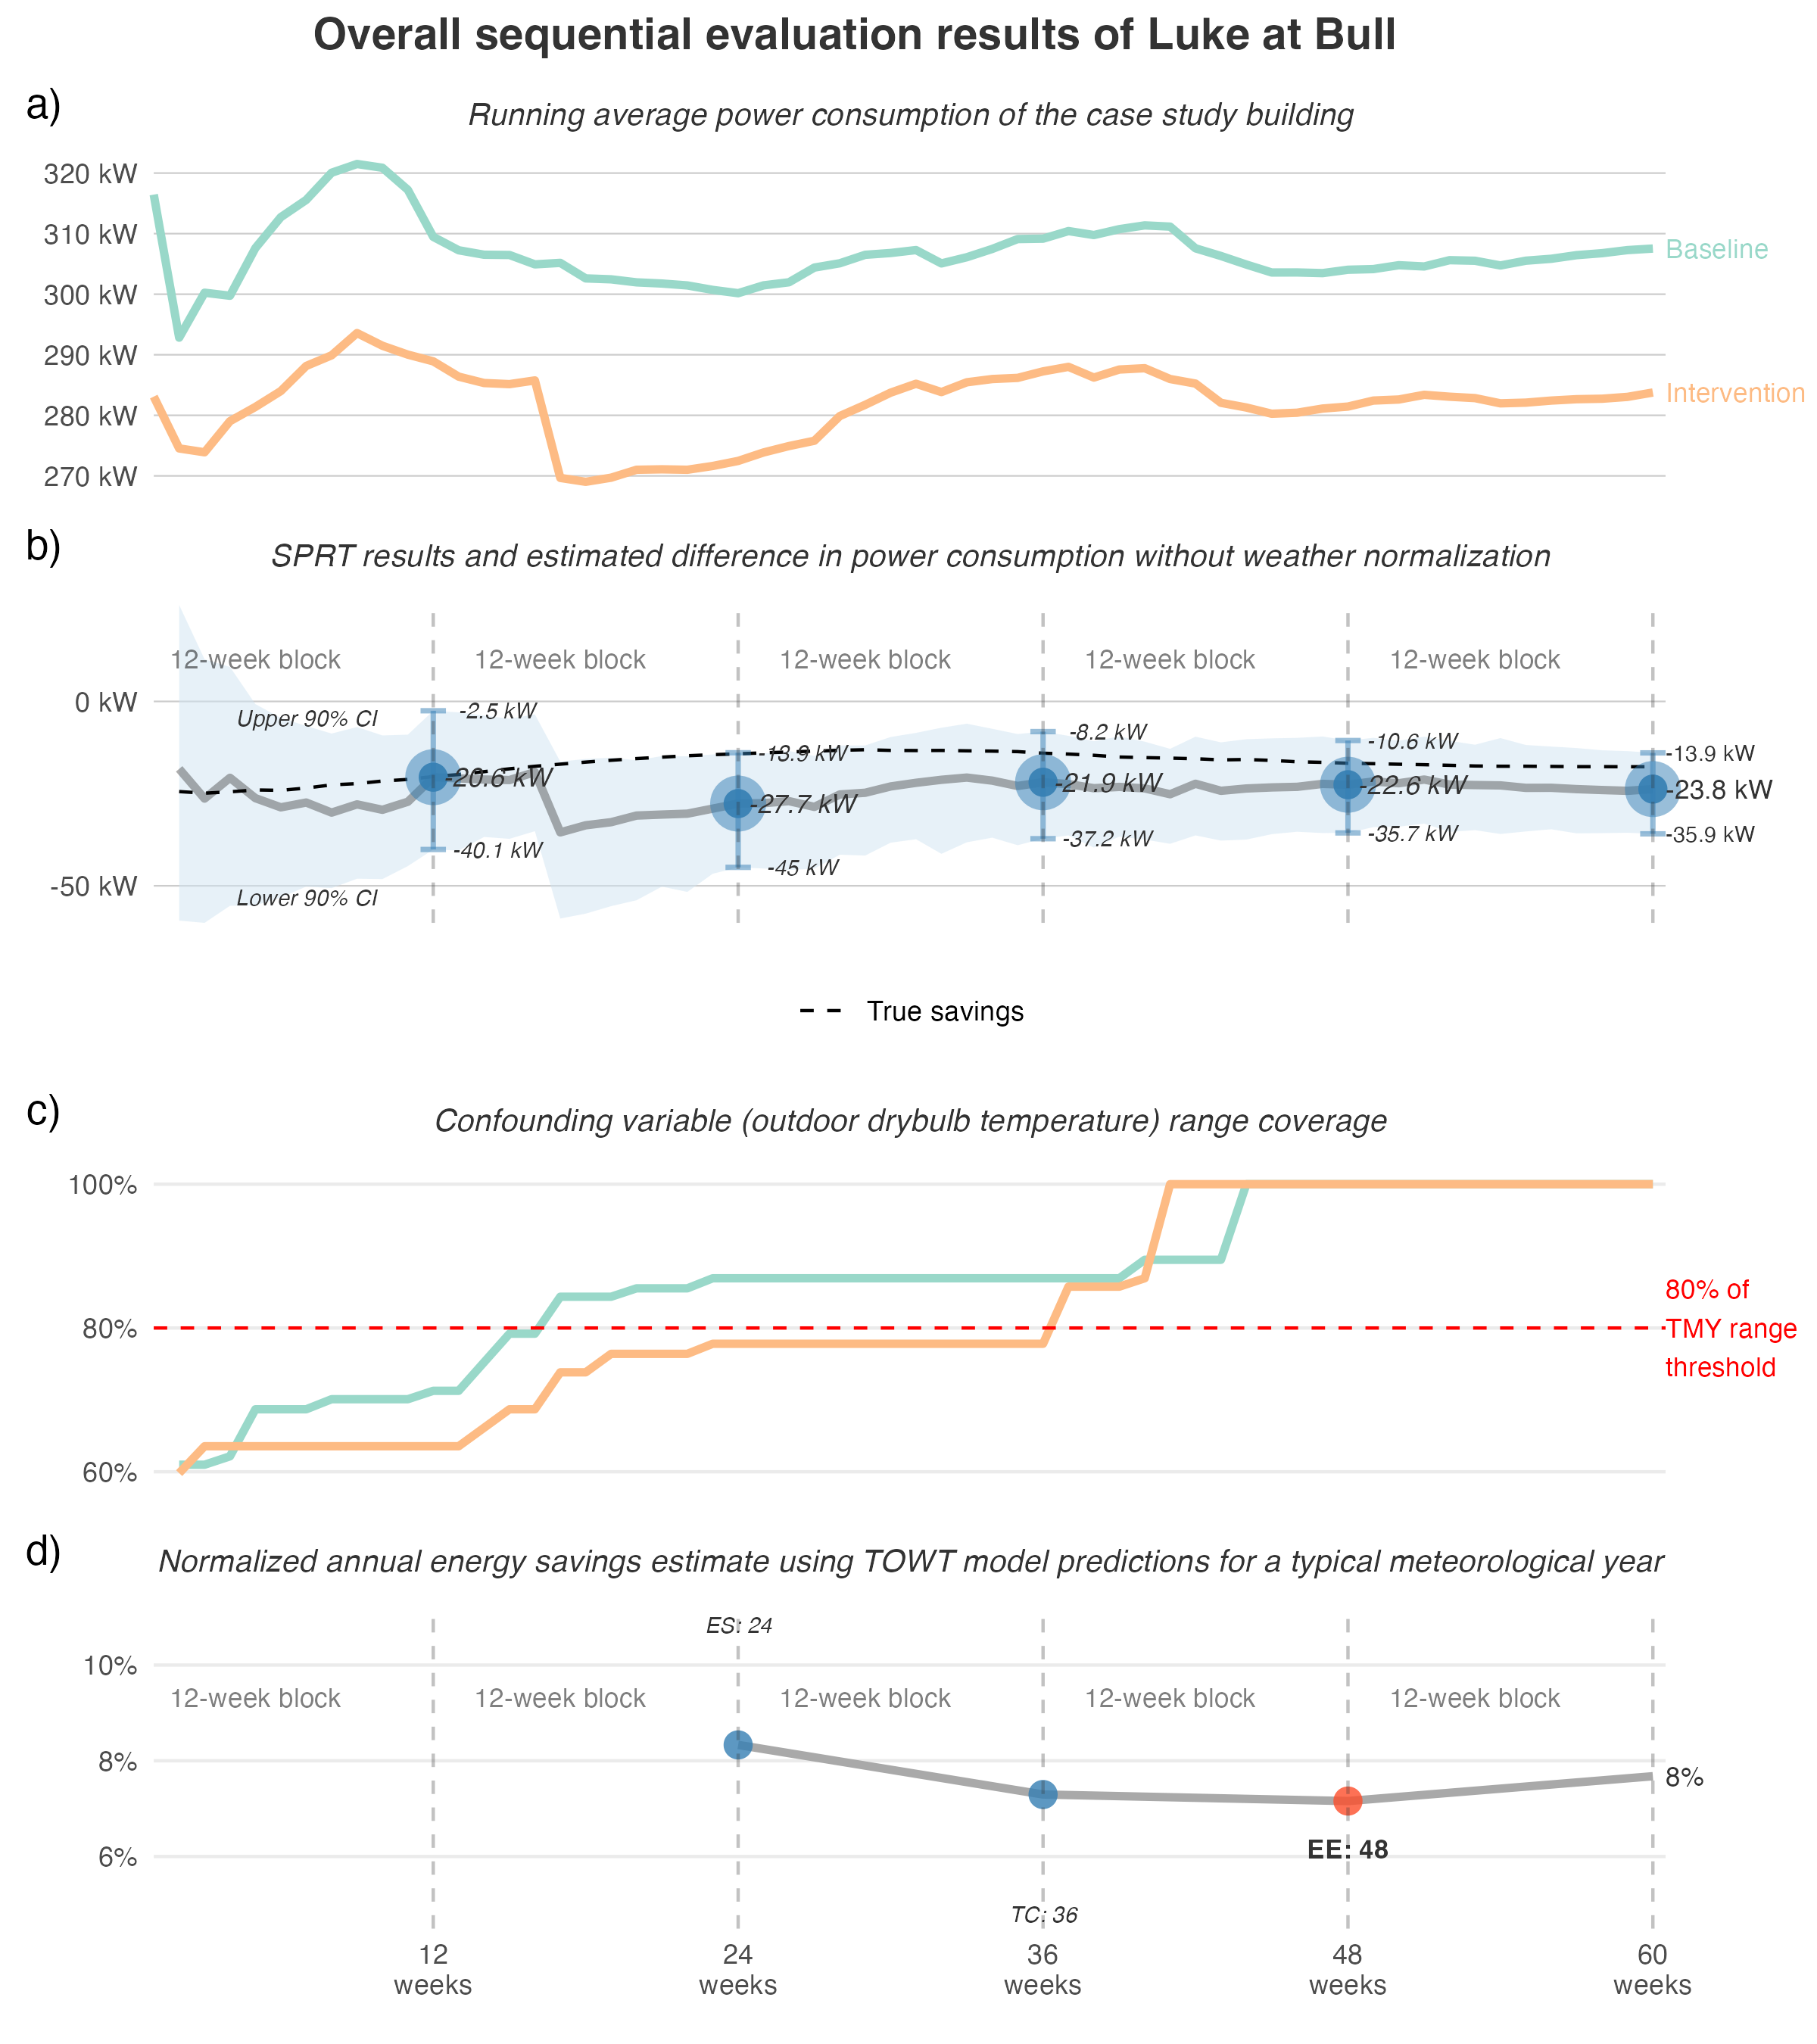 Overall sequential evaluation results of Luke at Bull
a)
Running average power consumption of the case study building
320 kW
310 kW
300 kW
290 kW
280 kW
270 kW
Baseline
Intervention
b)
SPRT results and estimated difference in power consumption without weather normalization
12-week block
12-week block
12-week block
12-week block
12-week block
0 kW
-50 kW
Upper 90% CI
Lower 90% CI
-2.5 kW
-20.6 kW
-40.1 kW
-13.9 kW
-27.7 kW
-45 kW
-8.2 kW
-21.9 kW
-37.2 kW
-10.6 kW
-22.6 kW
-35.7 kW
-13.9 kW
-23.8 kW
-35.9 kW
True savings
c)
Confounding variable (outdoor drybulb temperature) range coverage
100%
80%
60%
80% of
TMY range
threshold
d)
Normalized annual energy savings estimate using TOWT model predictions for a typical meteorological year
ES: 24
10%
8%
6%
12-week block
12-week block
12-week block
12-week block
12-week block
8%
EE: 48
TC: 36
12
weeks
24
weeks
36
weeks
48
weeks
60
weeks